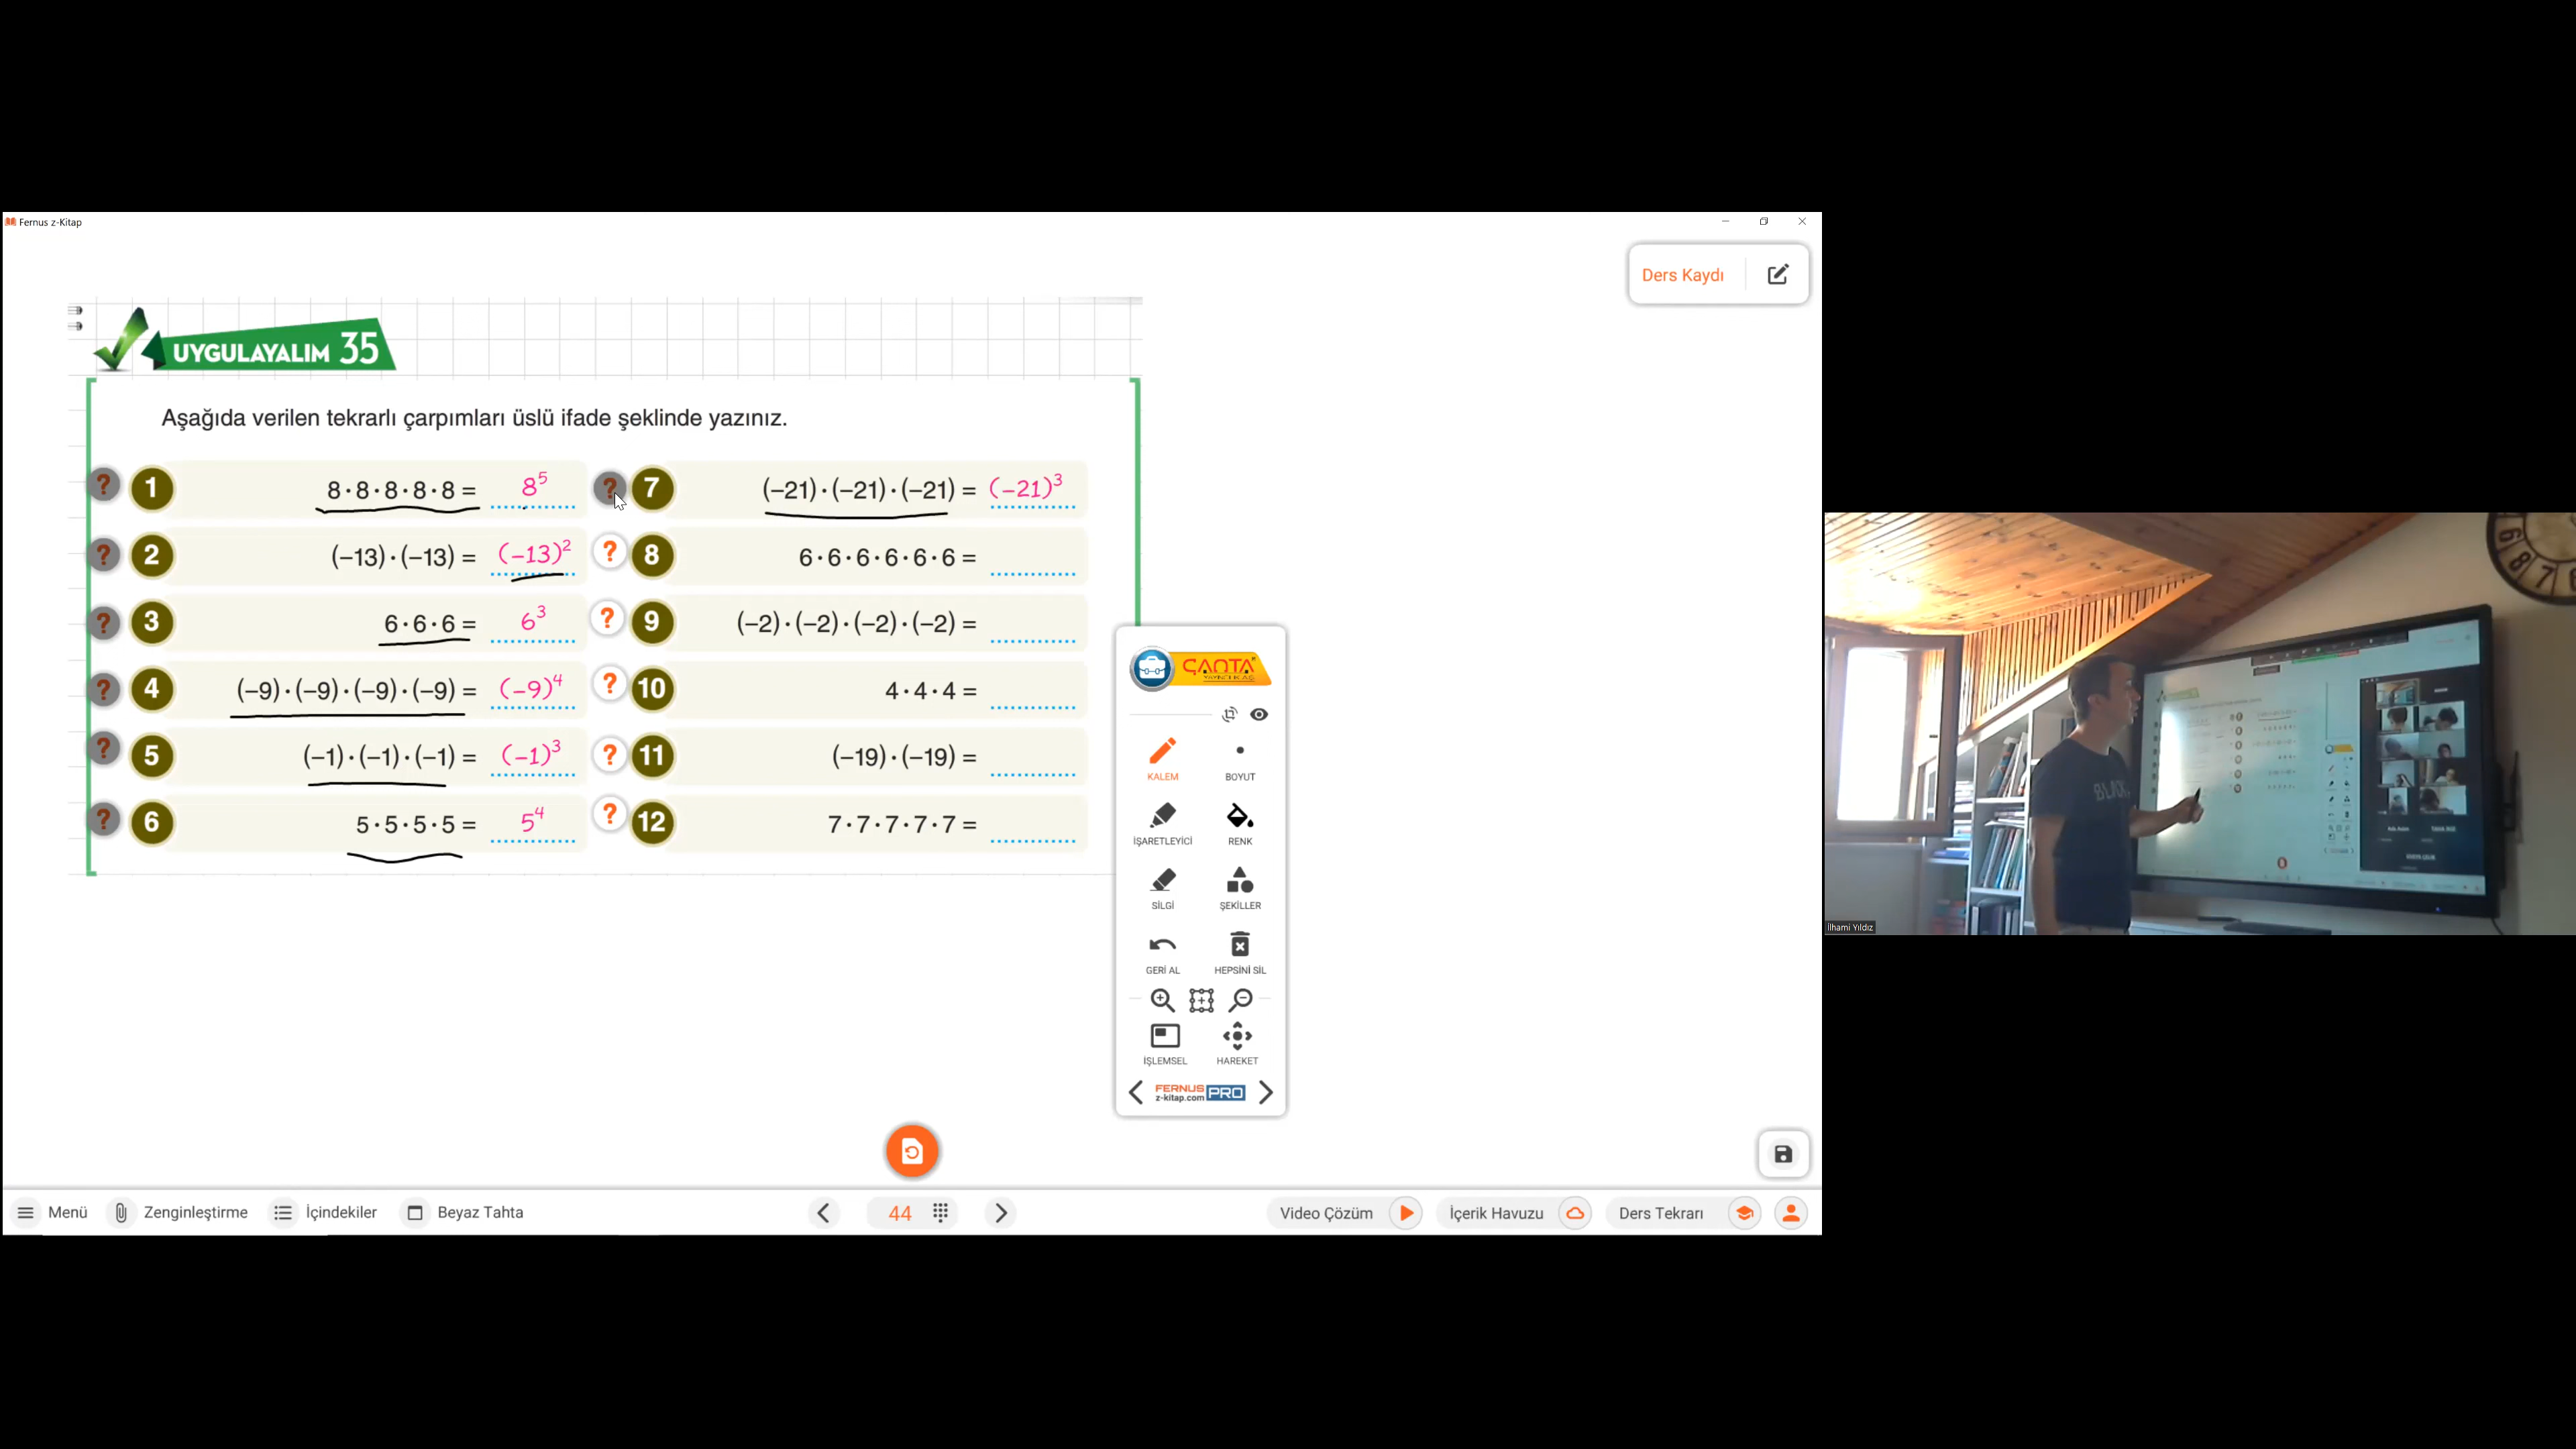 Fernus z-Kitap
Ders Kaydı
UYGULAYALIM 35
Aşağıda verilen tekrarlı çarpımları üslü ifade şeklinde yazınız.
? 1 8·8·8·8·8 = 8⁵
? 2 (−13)·(−13) = (−13)²
? 3 6·6·6 = 6³
? 4 (−9)·(−9)·(−9)·(−9) = (−9)⁴
? 5 (−1)·(−1)·(−1) = (−1)³
? 6 5·5·5·5 = 5⁴
? 7 (−21)·(−21)·(−21) = (−21)³
? 8 6·6·6·6·6·6 =
? 9 (−2)·(−2)·(−2)·(−2) =
? 10 4·4·4 =
? 11 (−19)·(−19) =
? 12 7·7·7·7·7 =
ÇANTA
YAYINCILIK
KALEM BOYUT
İŞARETLEYİCİ RENK
SİLGİ ŞEKİLLER
GERİ AL HEPSİNİ SİL
İŞLEMSEL HAREKET
FERNUS
z-kitap.com PRO
Menü Zenginleştirme İçindekiler Beyaz Tahta 44 Video Çözüm İçerik Havuzu Ders Tekrarı
İlhami Yıldız